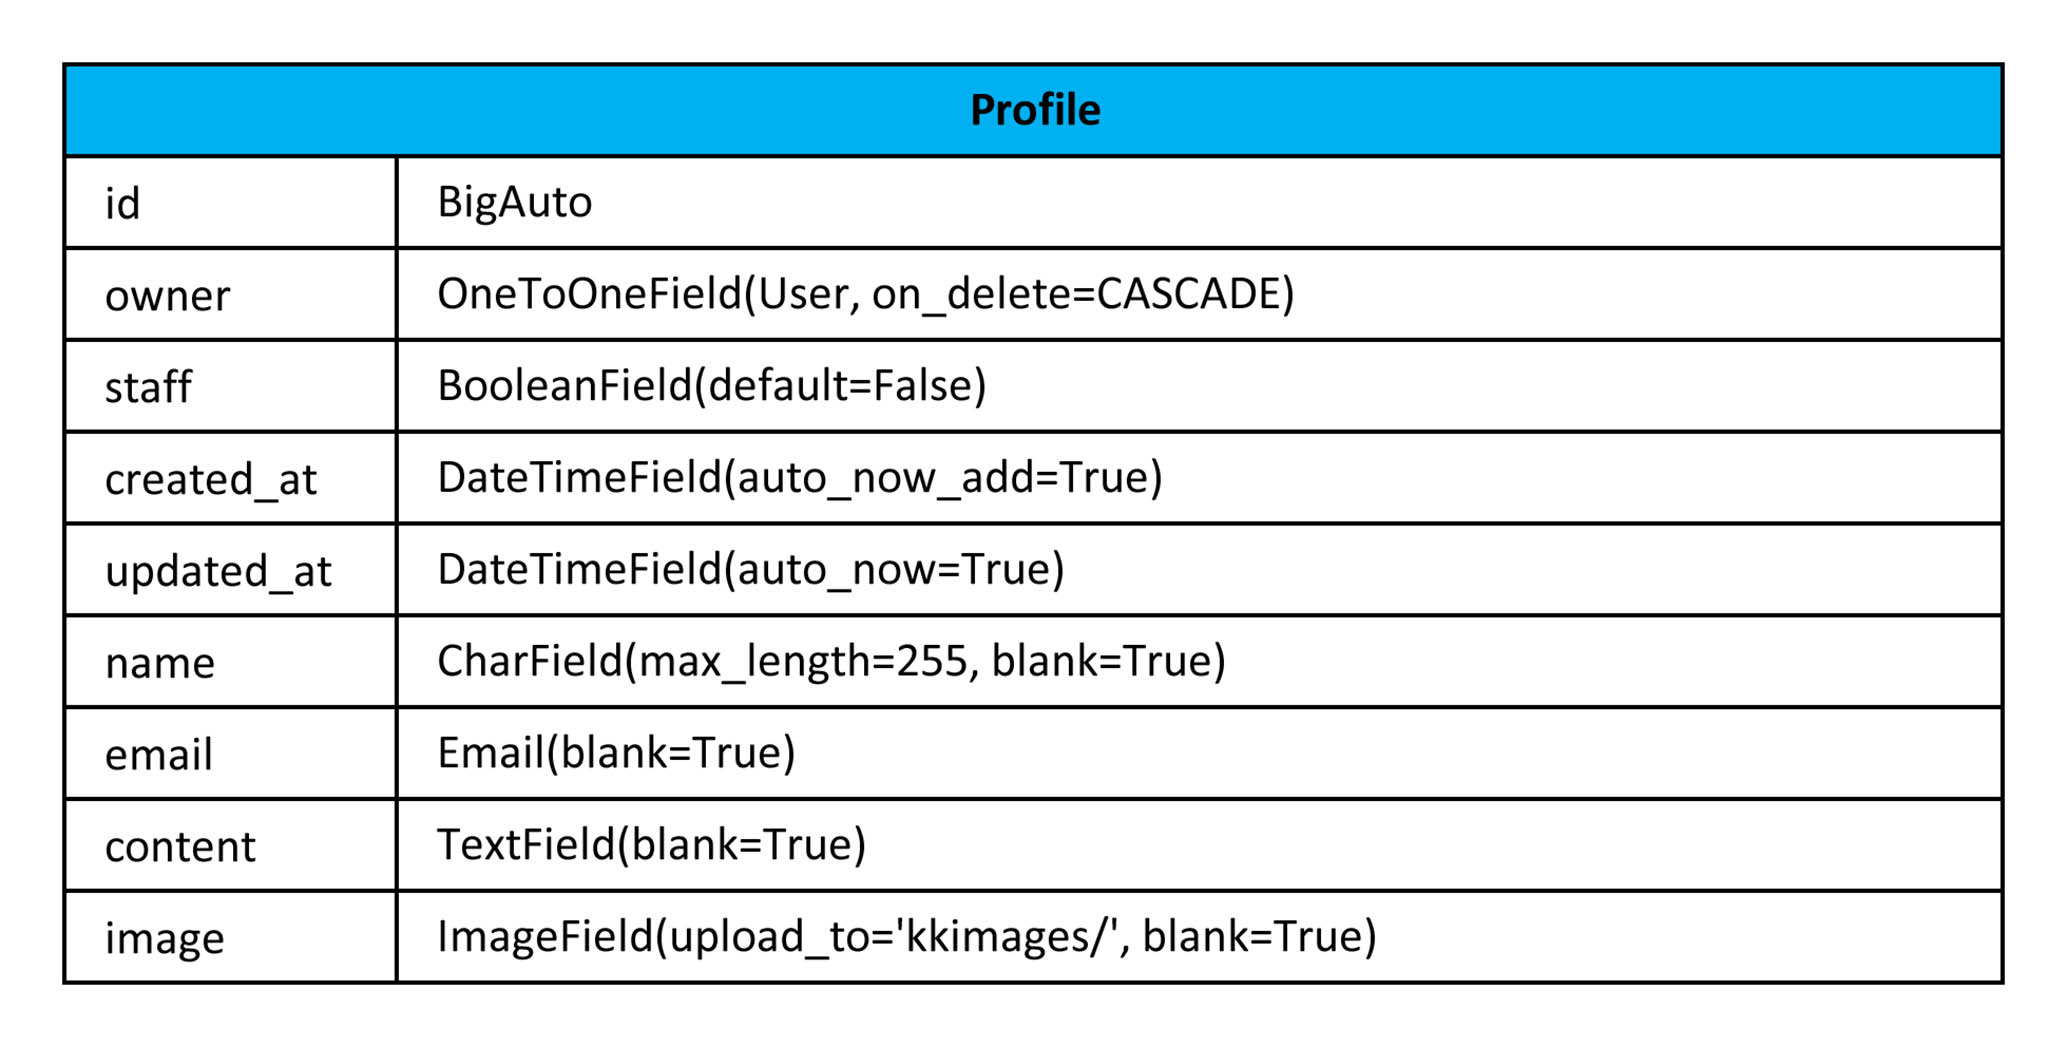 Profile
id BigAuto
owner OneToOneField(User, on_delete=CASCADE)
staff BooleanField(default=False)
created_at DateTimeField(auto_now_add=True)
updated_at DateTimeField(auto_now=True)
name CharField(max_length=255, blank=True)
email Email(blank=True)
content TextField(blank=True)
image ImageField(upload_to='kkimages/', blank=True)